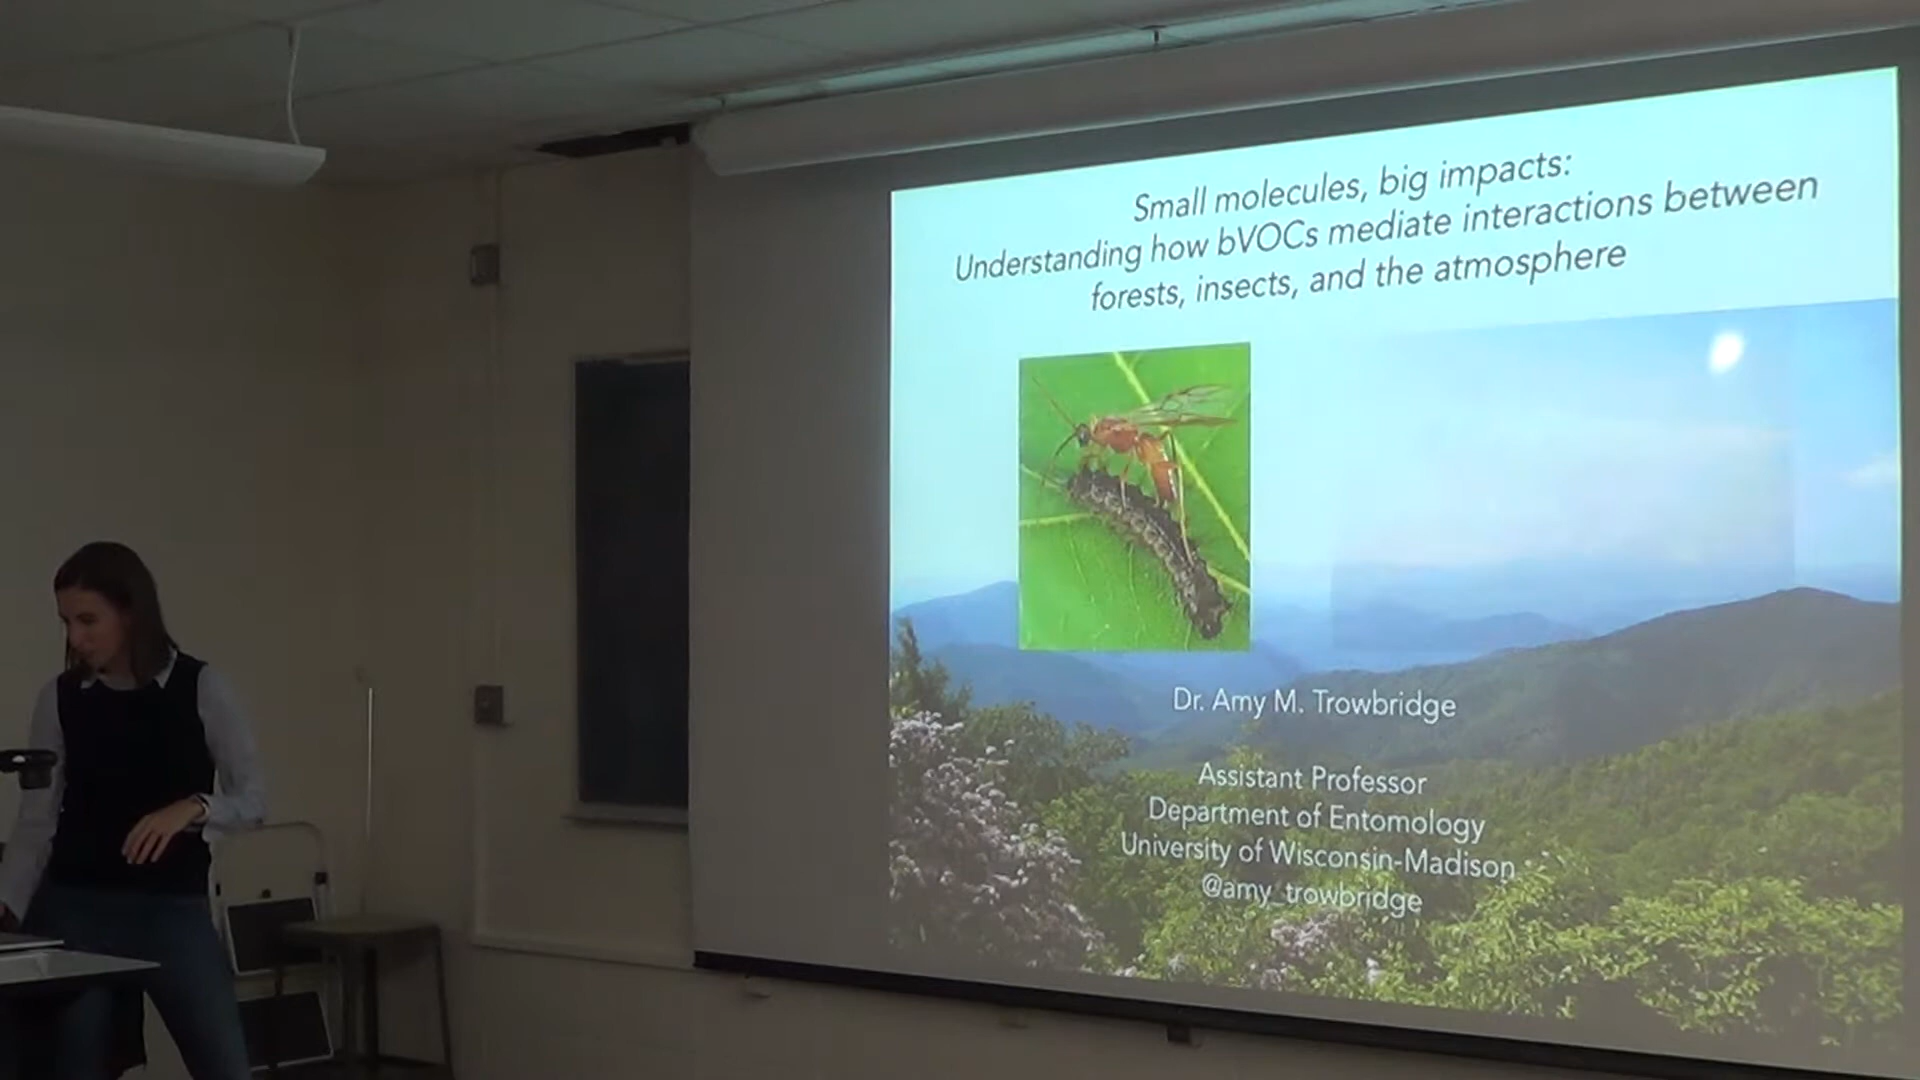 Small molecules, big impacts:
Understanding how bVOCs mediate interactions between
forests, insects, and the atmosphere
Dr. Amy M. Trowbridge
Assistant Professor
Department of Entomology
University of Wisconsin-Madison
@amy_trowbridge